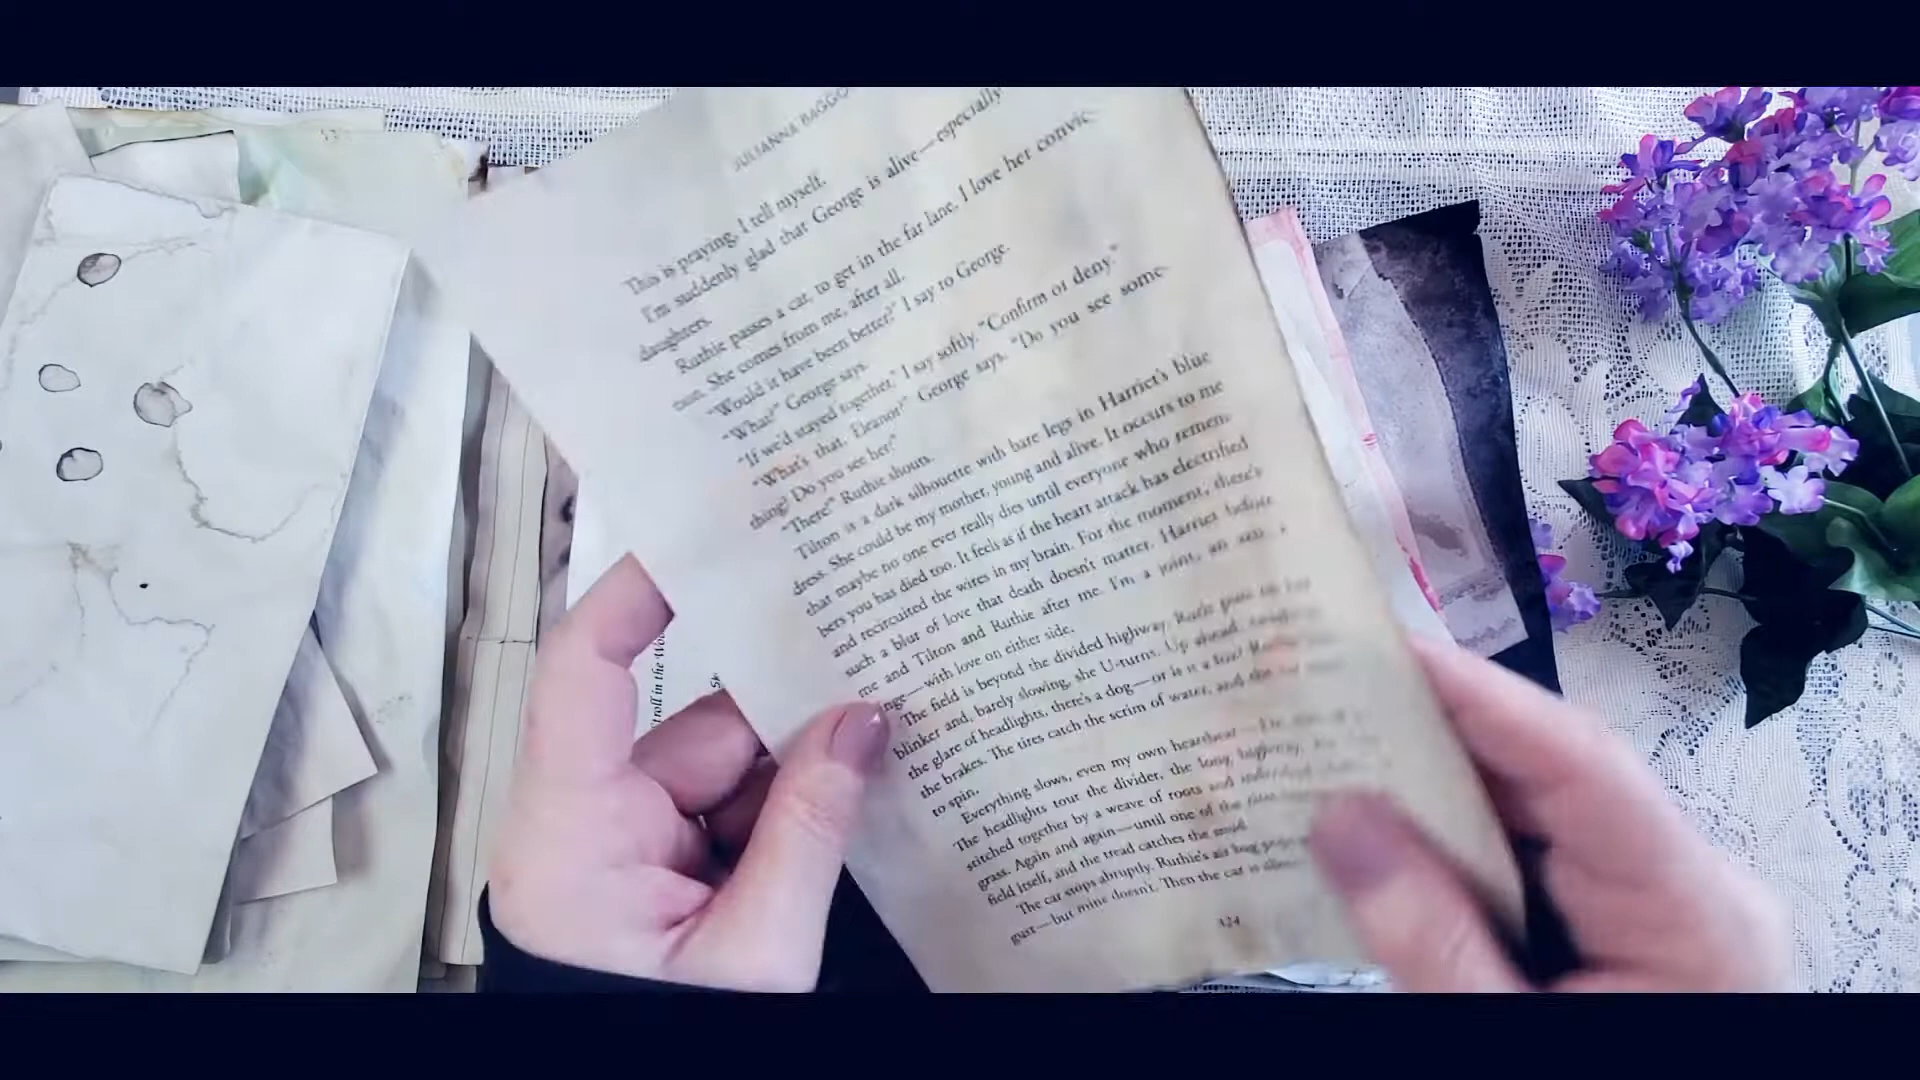 JULIANNA BAGGO
This is praying, I tell myself.
I'm suddenly glad that George is alive—especially
daughters.
Ruthie passes a car, to get in the far lane. I love her convic-
tion. She comes from me, after all.
"Would it have been better?" I say to George.
"What?" George says.
"If we'd stayed together," I say softly. "Confirm or deny."
"What's that, Eleanor?" George says. "Do you see some-
thing? Do you see her?"
"There!" Ruthie shouts.
Tilton is a dark silhouette with bare legs in Harriet's blue
dress. She could be my mother, young and alive. It occurs to me
that maybe no one ever really dies until everyone who remem-
bers you has died too. It feels as if the heart attack has electrified
and recircuited the wires in my brain. For the moment, there's
such a blur of love that death doesn't matter. Harriet before
me and Tilton and Ruthie after me. I'm a joint, an
nge—with love on either side.
The field is beyond the divided highway. Ruthie puts on her
blinker and, barely slowing, she U-turns. Up ahead,
the glare of headlights, there's a dog—or is it a fox?
the brakes. The tires catch the scrim of water, and the
to spin.
Everything slows, even my own heartbeat
The headlights tour the divider, the long highway,
stitched together by a weave of roots and
grass. Again and again—until one of the
field itself, and the tread catches the mud.
The car stops abruptly. Ruthie's air bag
gust—but mine doesn't. Then the car is
324
troll in the Wo